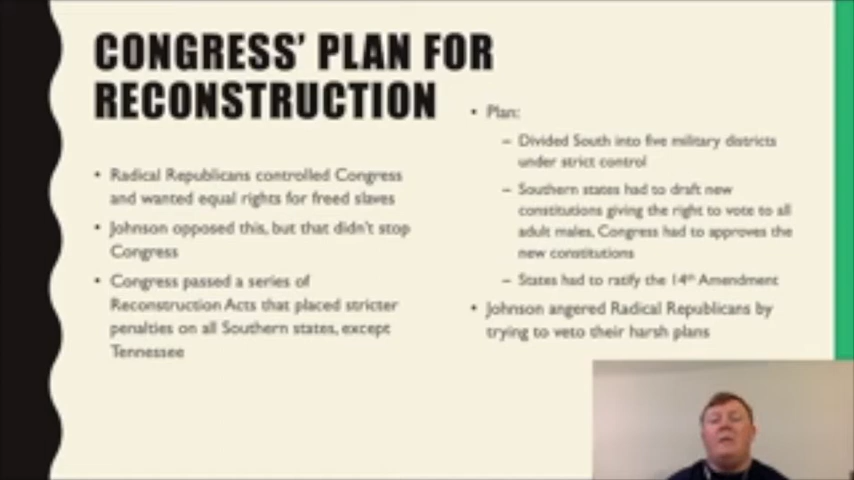 CONGRESS' PLAN FOR
RECONSTRUCTION
• Radical Republicans controlled Congress
and wanted equal rights for freed slaves
• Johnson opposed this, but that didn't stop
Congress
• Congress passed a series of
Reconstruction Acts that placed stricter
penalties on all Southern states, except
Tennessee
• Plan:
– Divided South into five military districts
under strict control
– Southern states had to draft new
constitutions giving the right to vote to all
adult males, Congress had to approves the
new constitutions
– States had to ratify the 14th Amendment
• Johnson angered Radical Republicans by
trying to veto their harsh plans